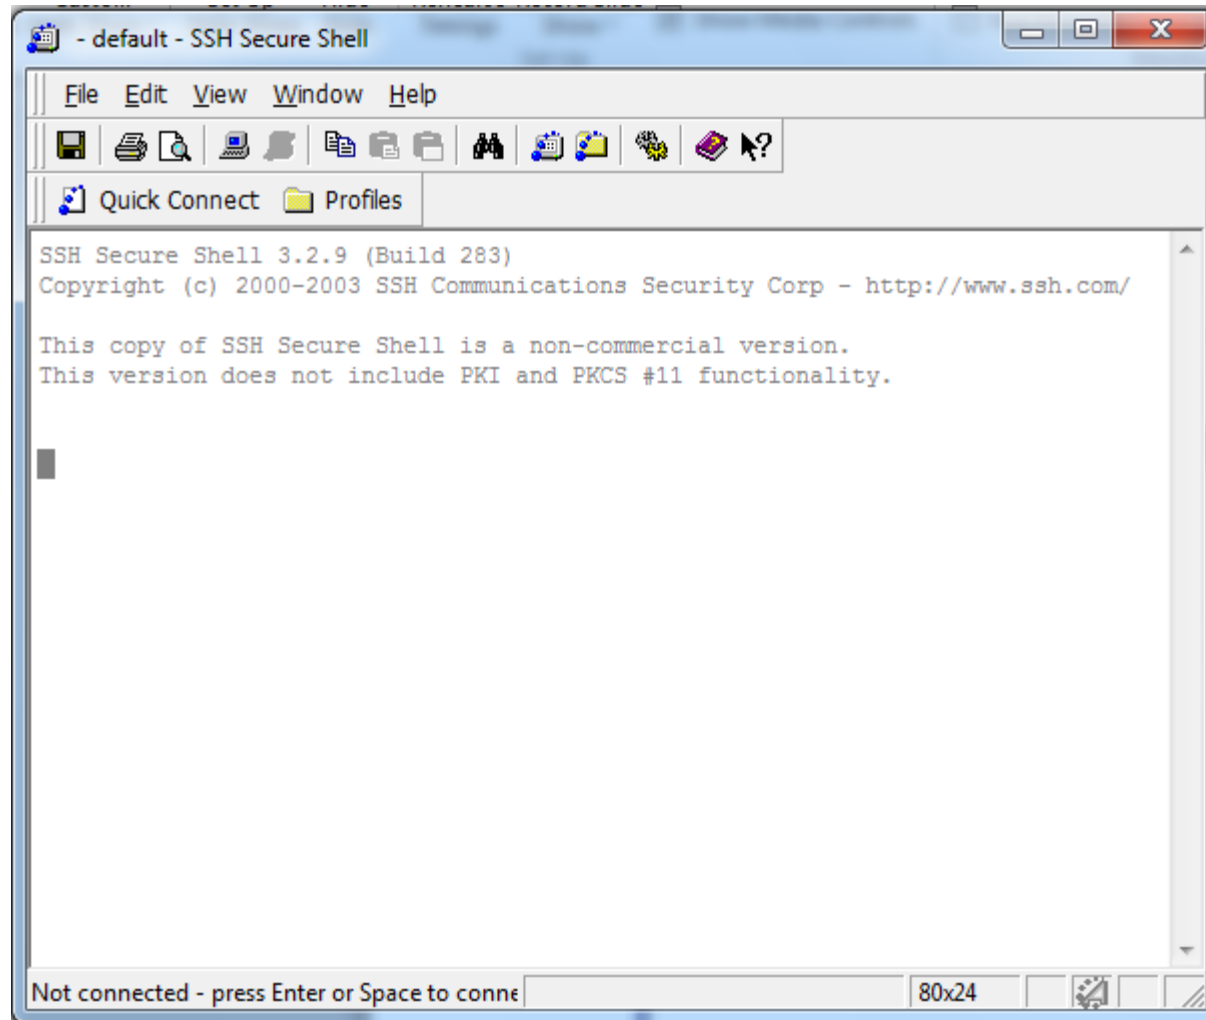 - default - SSH Secure Shell
File Edit View Window Help
Quick Connect Profiles
SSH Secure Shell 3.2.9 (Build 283)
Copyright (c) 2000-2003 SSH Communications Security Corp - http://www.ssh.com/
This copy of SSH Secure Shell is a non-commercial version.
This version does not include PKI and PKCS #11 functionality.
Not connected - press Enter or Space to conne
80x24